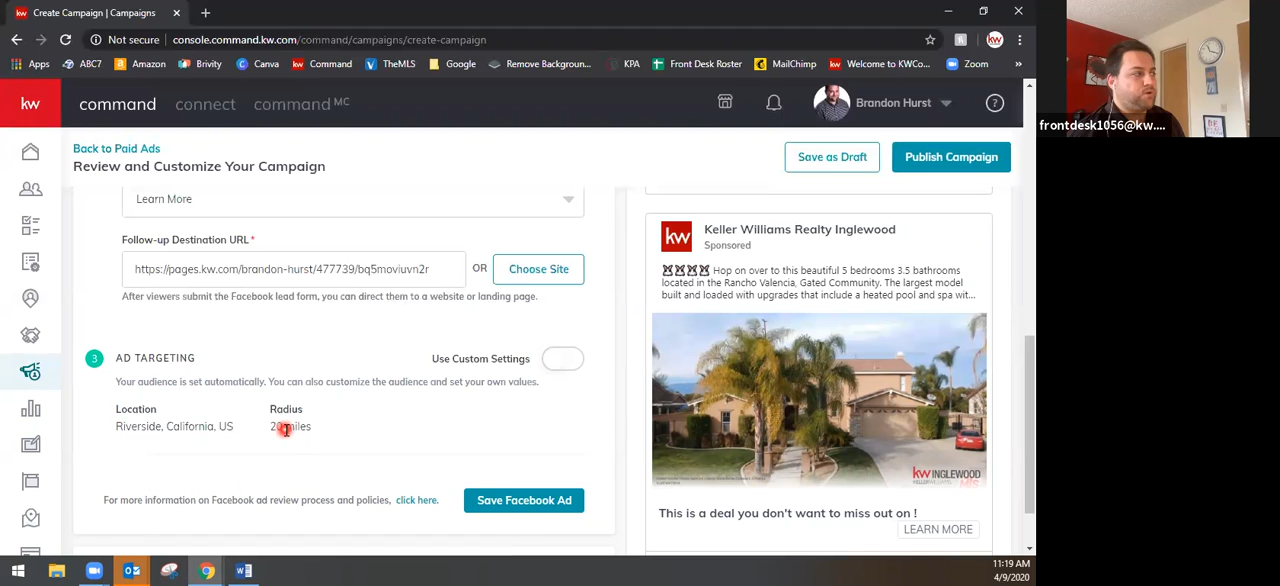 kw Create Campaign | Campaigns
Not secure | console.command.kw.com/command/campaigns/create-campaign
Apps ABC7 Amazon Brivity Canva Command TheMLS Google Remove Backgroun... KPA Front Desk Roster MailChimp Welcome to KWCo... Zoom »
kw command connect command MC Brandon Hurst ?
Back to Paid Ads
Review and Customize Your Campaign
Save as Draft
Publish Campaign
Learn More
Follow-up Destination URL *
https://pages.kw.com/brandon-hurst/477739/bq5moviuvn2r OR Choose Site
After viewers submit the Facebook lead form, you can direct them to a website or landing page.
3 AD TARGETING Use Custom Settings
Your audience is set automatically. You can also customize the audience and set your own values.
Location Radius
Riverside, California, US 20 miles
For more information on Facebook ad review process and policies, click here. Save Facebook Ad
kw Keller Williams Realty Inglewood
Sponsored
Hop on over to this beautiful 5 bedrooms 3.5 bathrooms
located in the Rancho Valencia, Gated Community. The largest model
built and loaded with upgrades that include a heated pool and spa wit...
kw INGLEWOOD
KELLERWILLIAMS
This is a deal you don't want to miss out on !
LEARN MORE
frontdesk1056@kw....
11:19 AM
4/9/2020